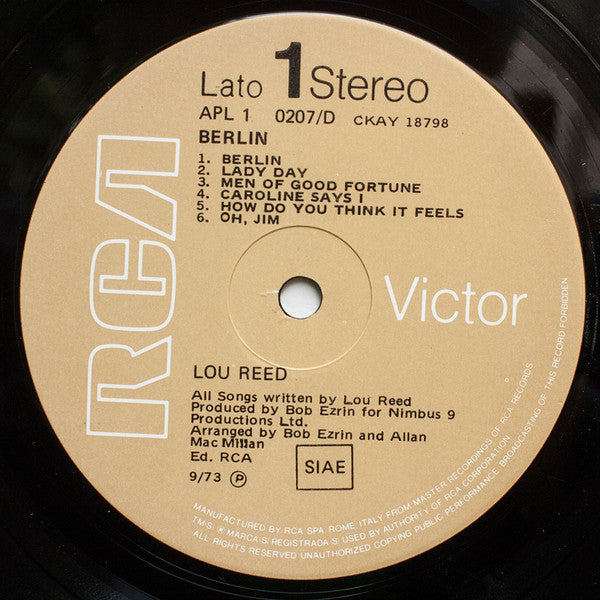 Lato 1 Stereo
APL 1 0207/D CKAY 18798
BERLIN
1. BERLIN
2. LADY DAY
3. MEN OF GOOD FORTUNE
4. CAROLINE SAYS I
5. HOW DO YOU THINK IT FEELS
6. OH, JIM
RCA
Victor
LOU REED
All Songs written by Lou Reed
Produced by Bob Ezrin for Nimbus 9
Productions Ltd.
Arranged by Bob Ezrin and Allan
Mac Millan
Ed. RCA
SIAE
9/73 Ⓟ
MANUFACTURED BY RCA SPA, ROME, ITALY FROM MASTER RECORDINGS OF RCA RECORDS
TMS: ® MARCA S) REGISTRADA S) USED BY AUTHORITY OF RCA CORPORATION
ALL RIGHTS RESERVED UNAUTHORIZED COPYING PUBLIC PERFORMANCE, BROADCASTING OF THIS RECORD FORBIDDEN